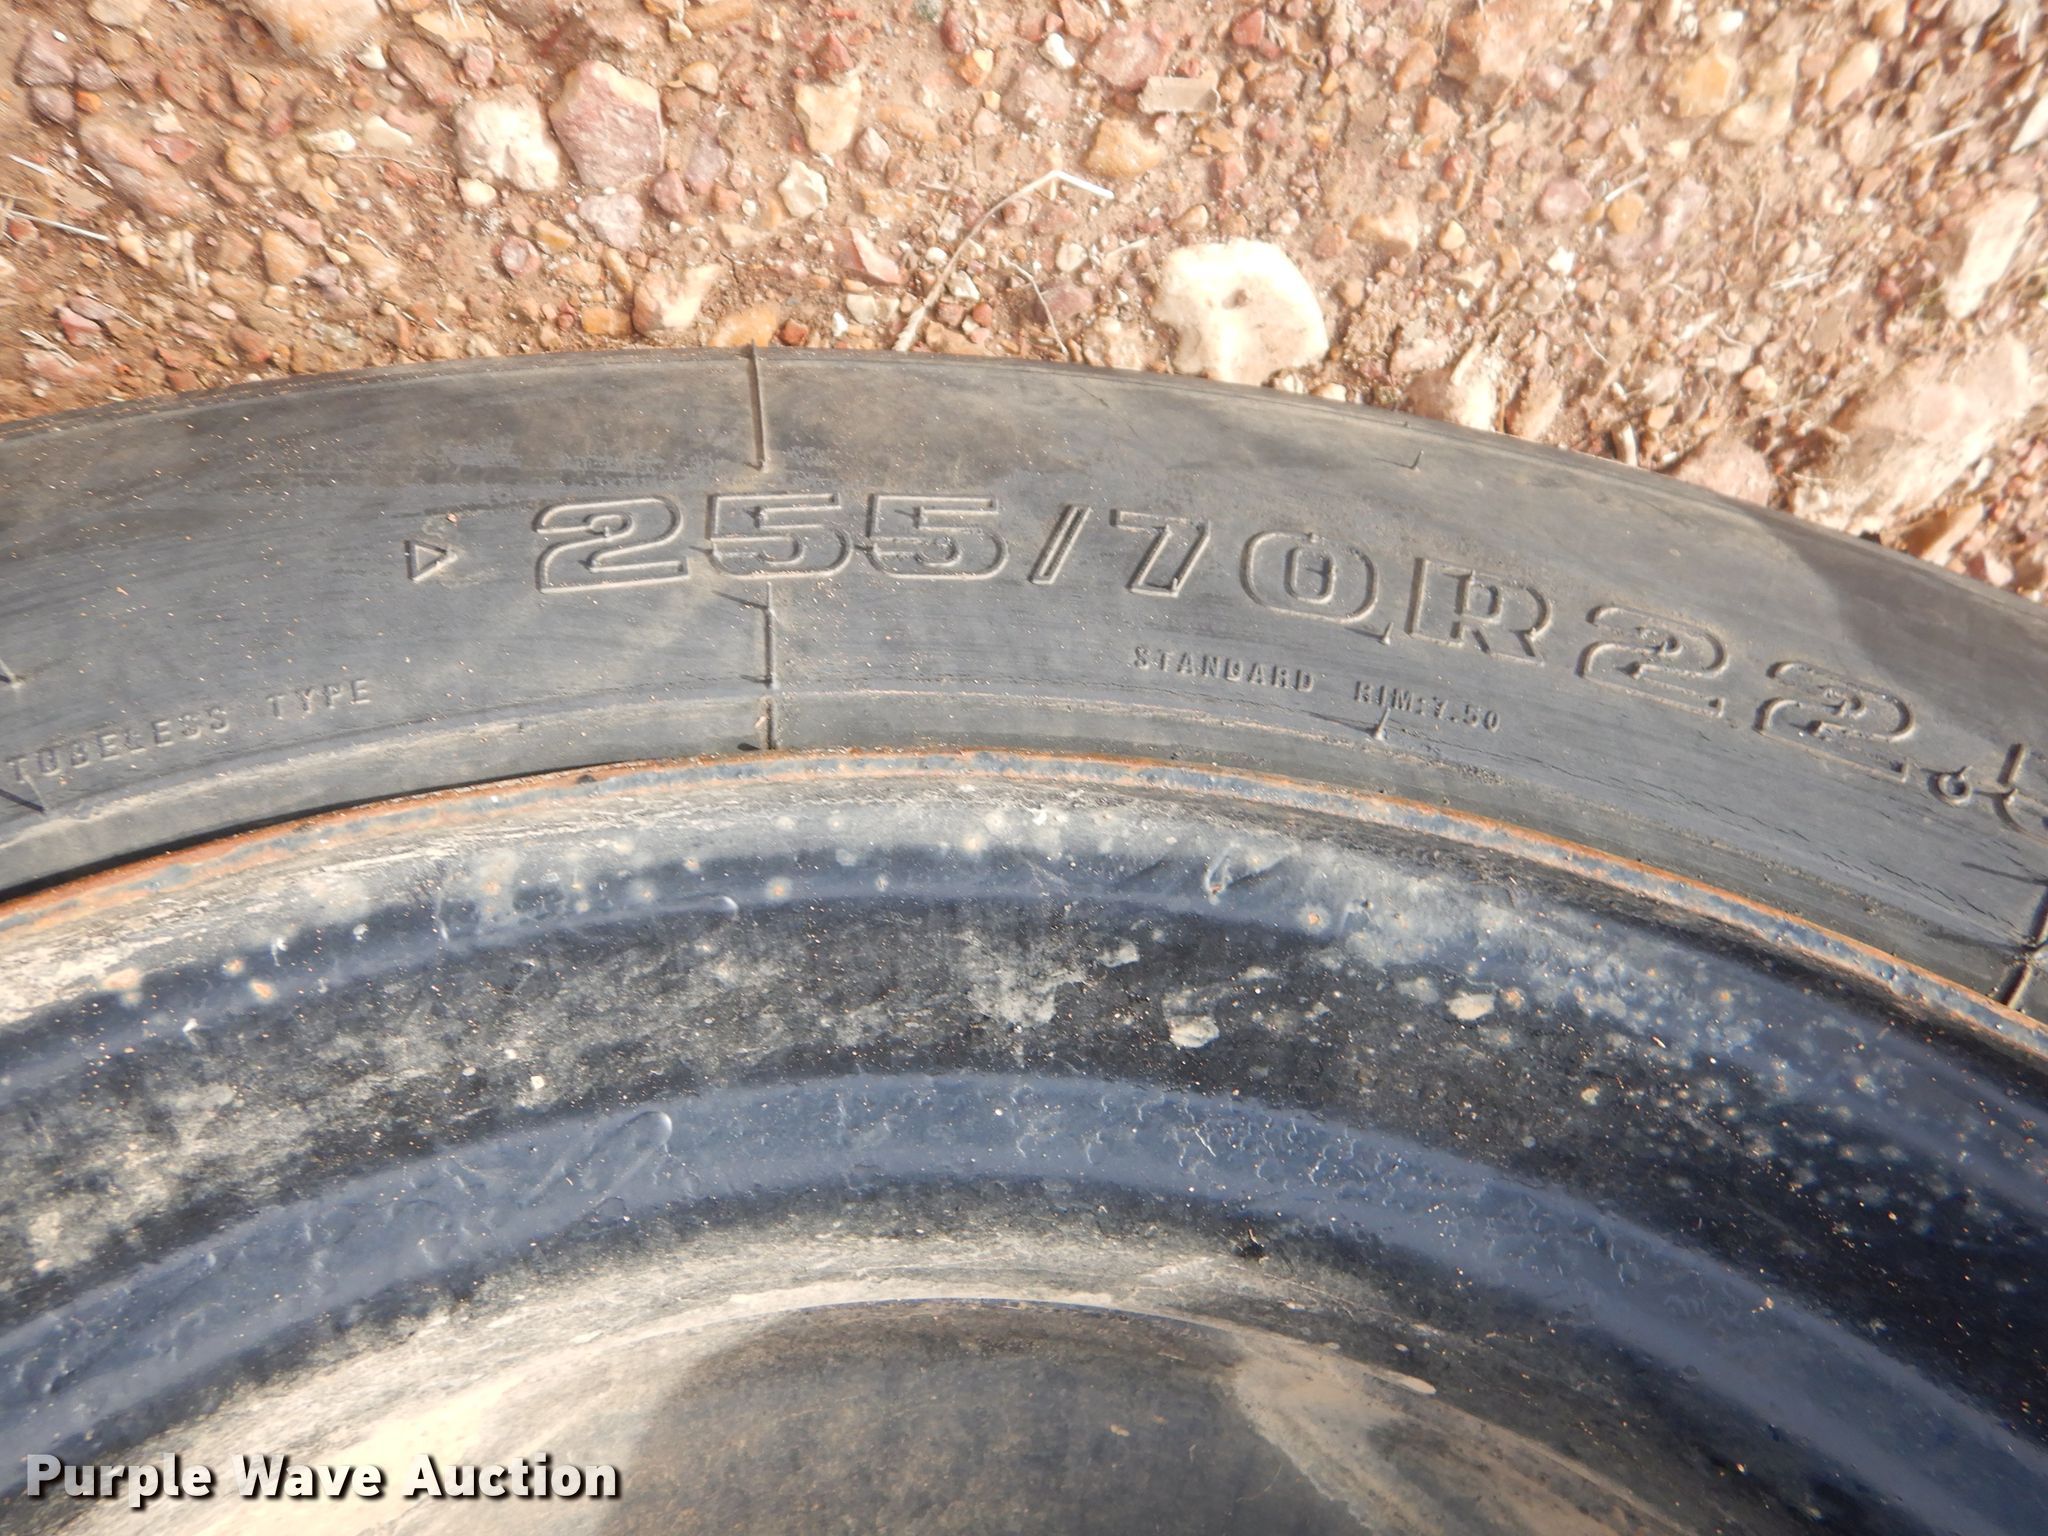 255/70R22.5
STANDARD RIM:7.50
TUBELESS TYPE
Purple Wave Auction